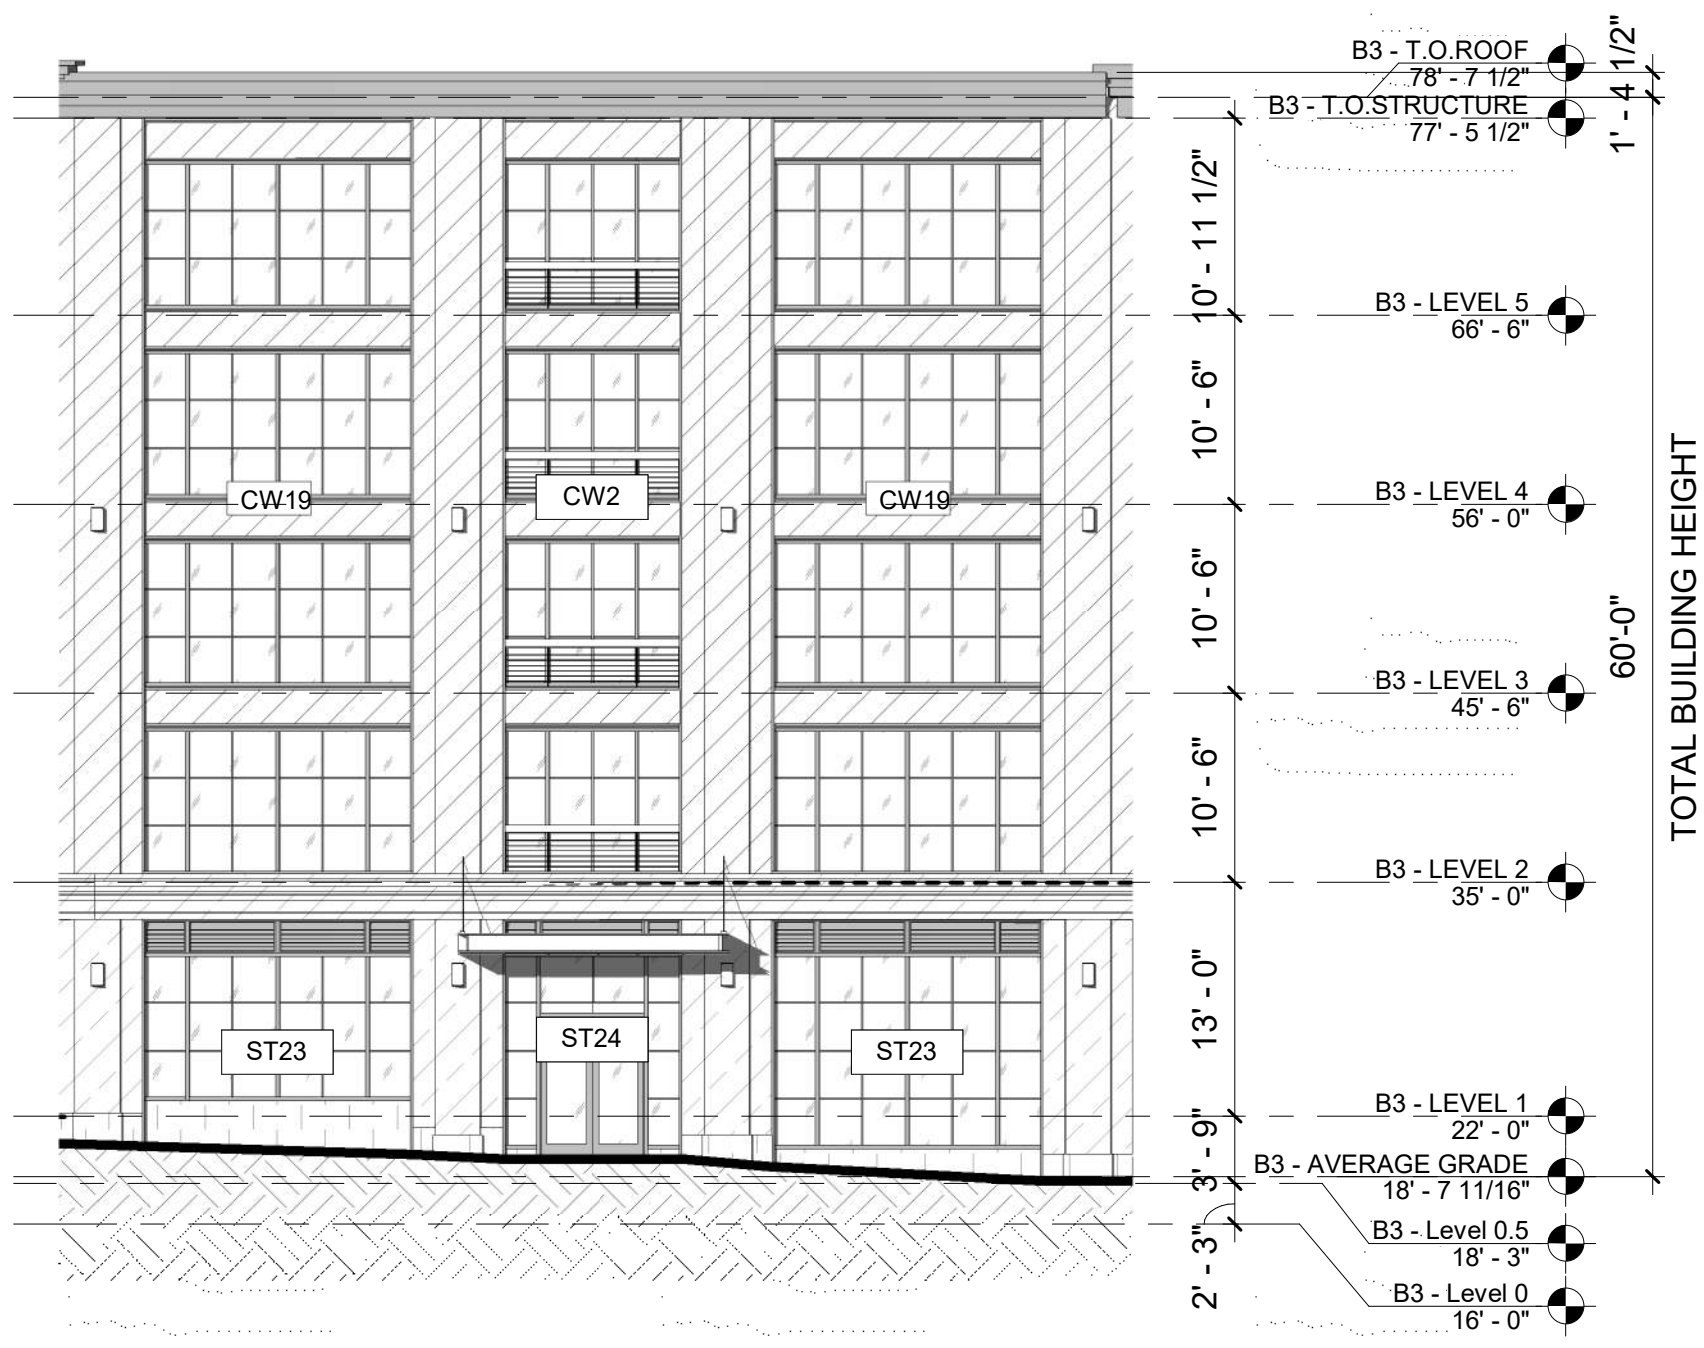 B3 - T.O.ROOF
78' - 7 1/2"
1' - 4 1/2"
B3 - T.O.STRUCTURE
77' - 5 1/2"
10' - 11 1/2"
B3 - LEVEL 5
66' - 6"
10' - 6"
CW19
CW2
CW19
B3 - LEVEL 4
56' - 0"
10' - 6"
60'-0"
TOTAL BUILDING HEIGHT
B3 - LEVEL 3
45' - 6"
10' - 6"
B3 - LEVEL 2
35' - 0"
13' - 0"
ST23
ST24
ST23
B3 - LEVEL 1
22' - 0"
3' - 9"
B3 - AVERAGE GRADE
18' - 7 11/16"
B3 - Level 0.5
18' - 3"
2' - 3"
B3 - Level 0
16' - 0"